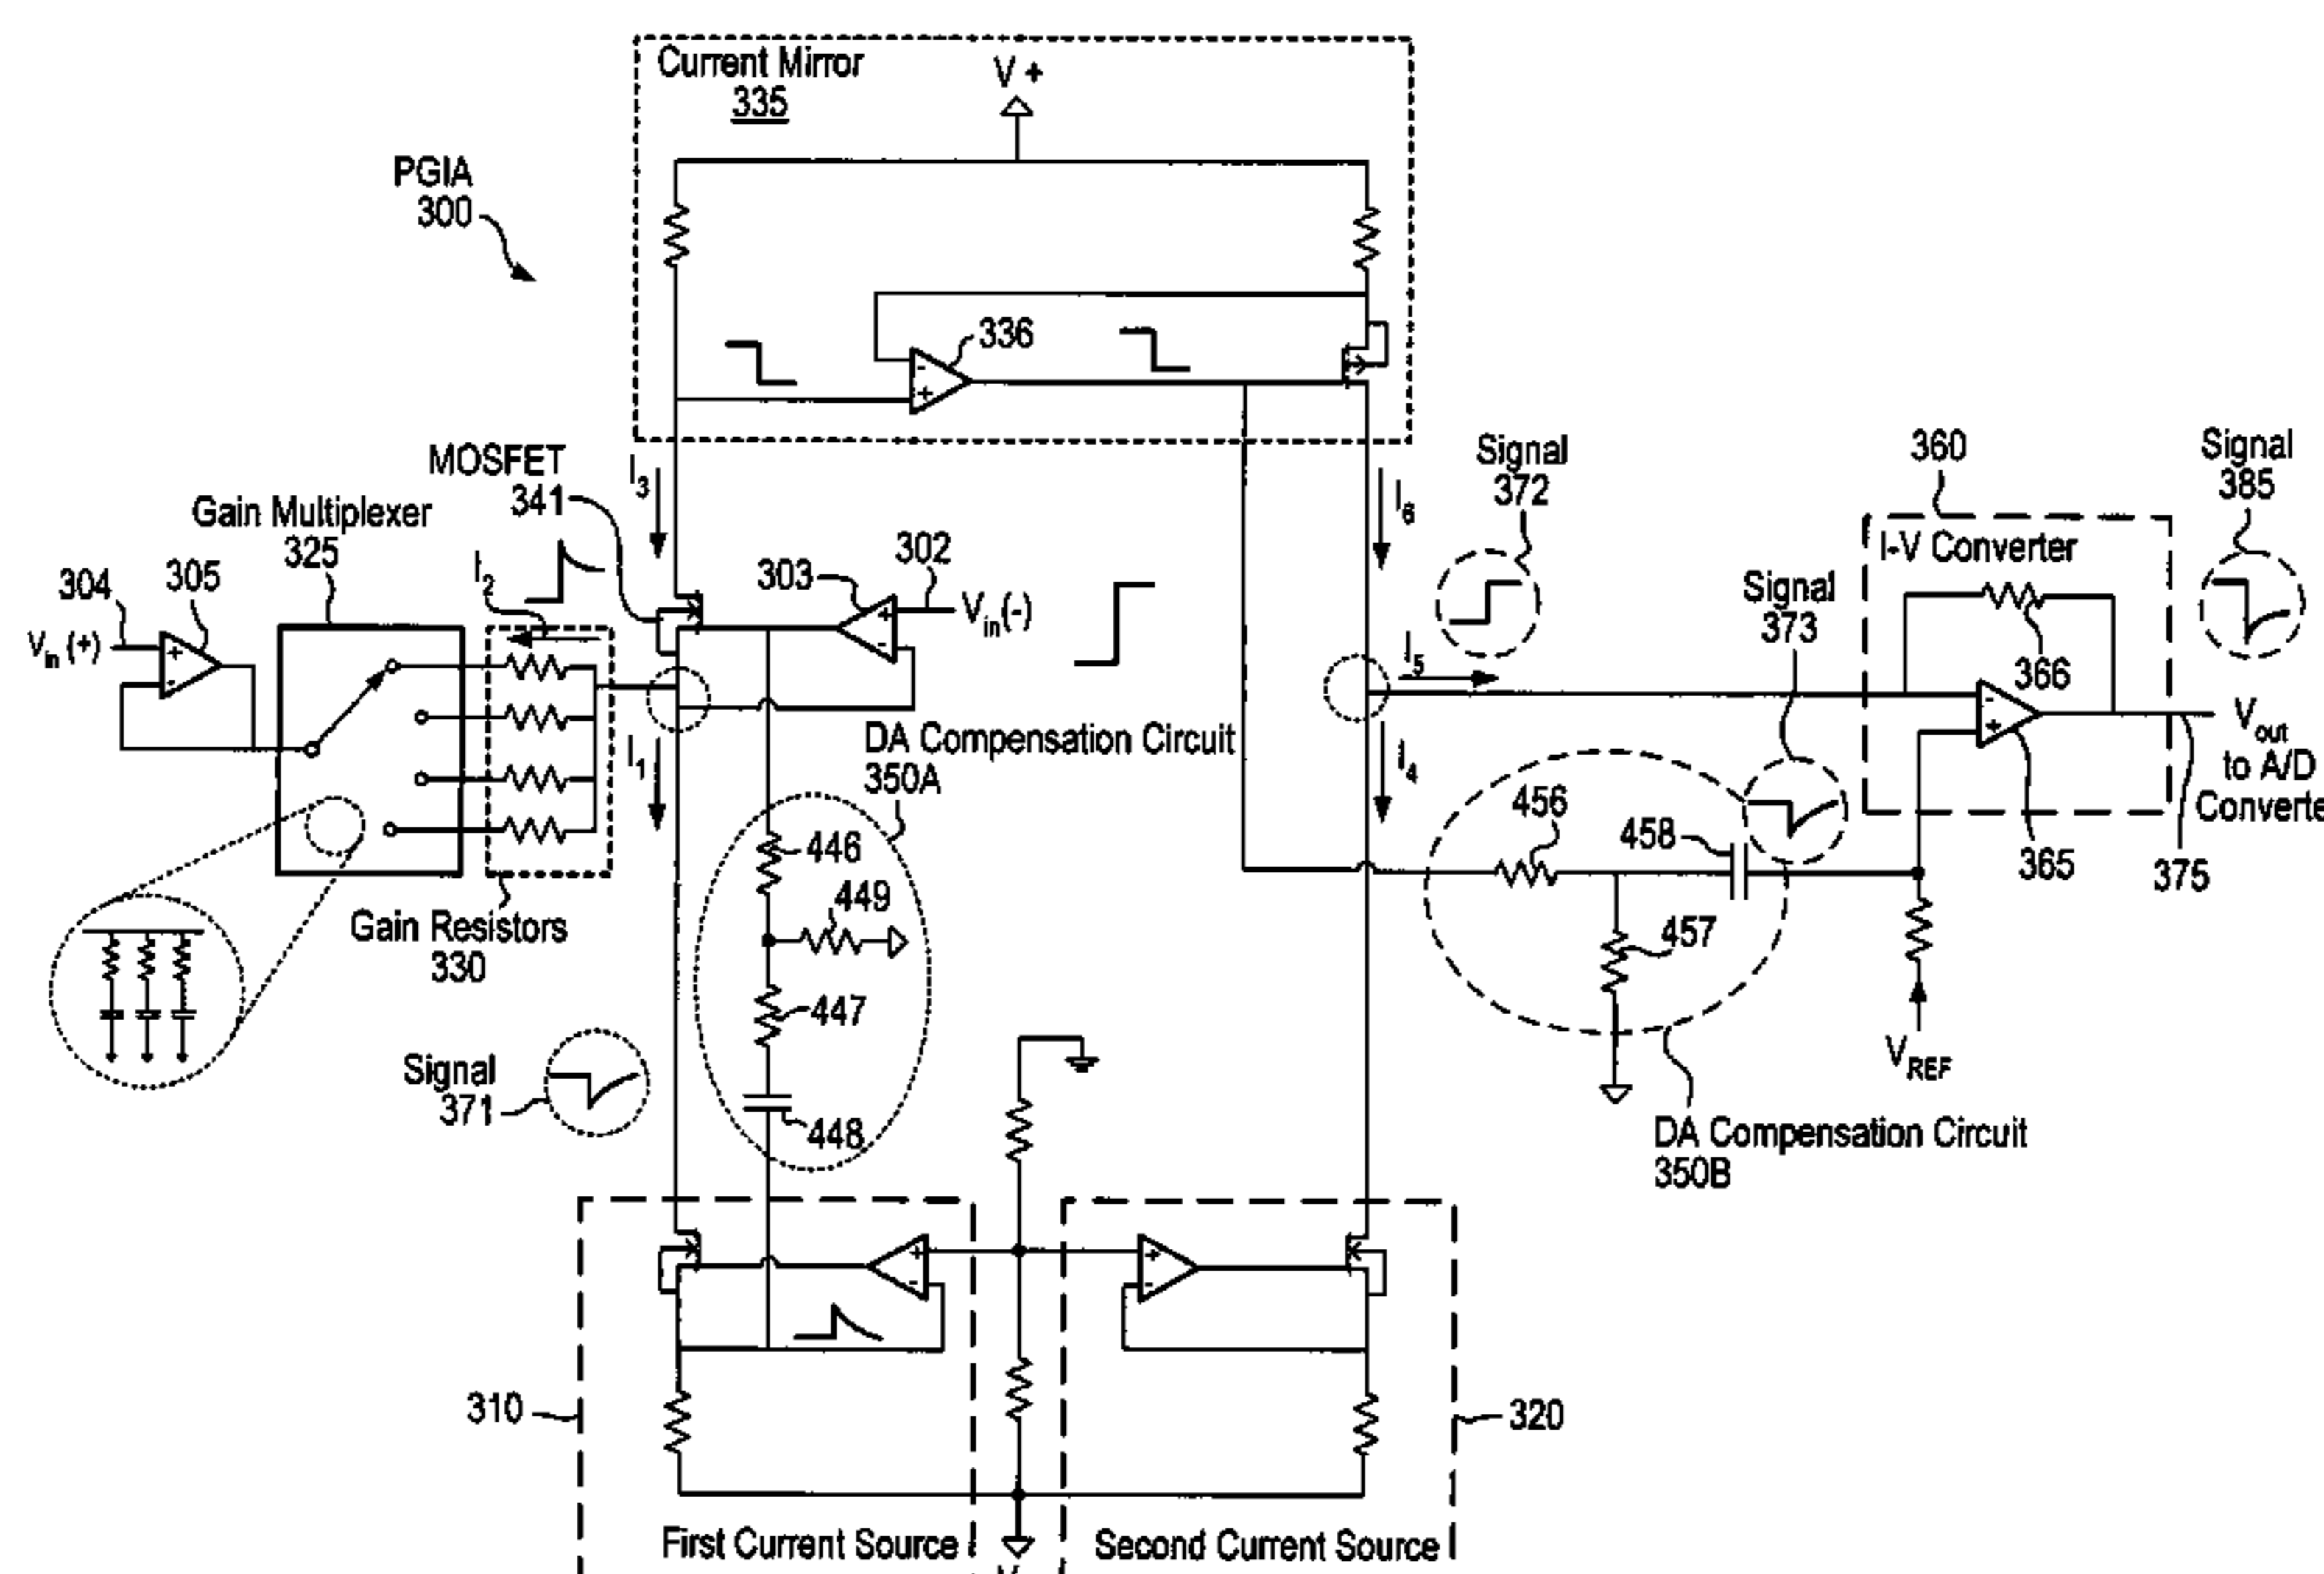 Current Mirror
335
V +
PGIA
300
336
MOSFET
341
I3
I6
Signal
372
360
Signal
385
Gain Multiplexer
325
I2
303
302
Vin(-)
304
305
Vin (+)
I-V Converter
Signal
373
366
I5
Vout
to A/D
Converte
365
375
I1
DA Compensation Circuit
350A
I4
446
449
447
448
456
458
457
Gain Resistors
330
VREF
Signal
371
DA Compensation Circuit
350B
310
320
First Current Source
Second Current Source